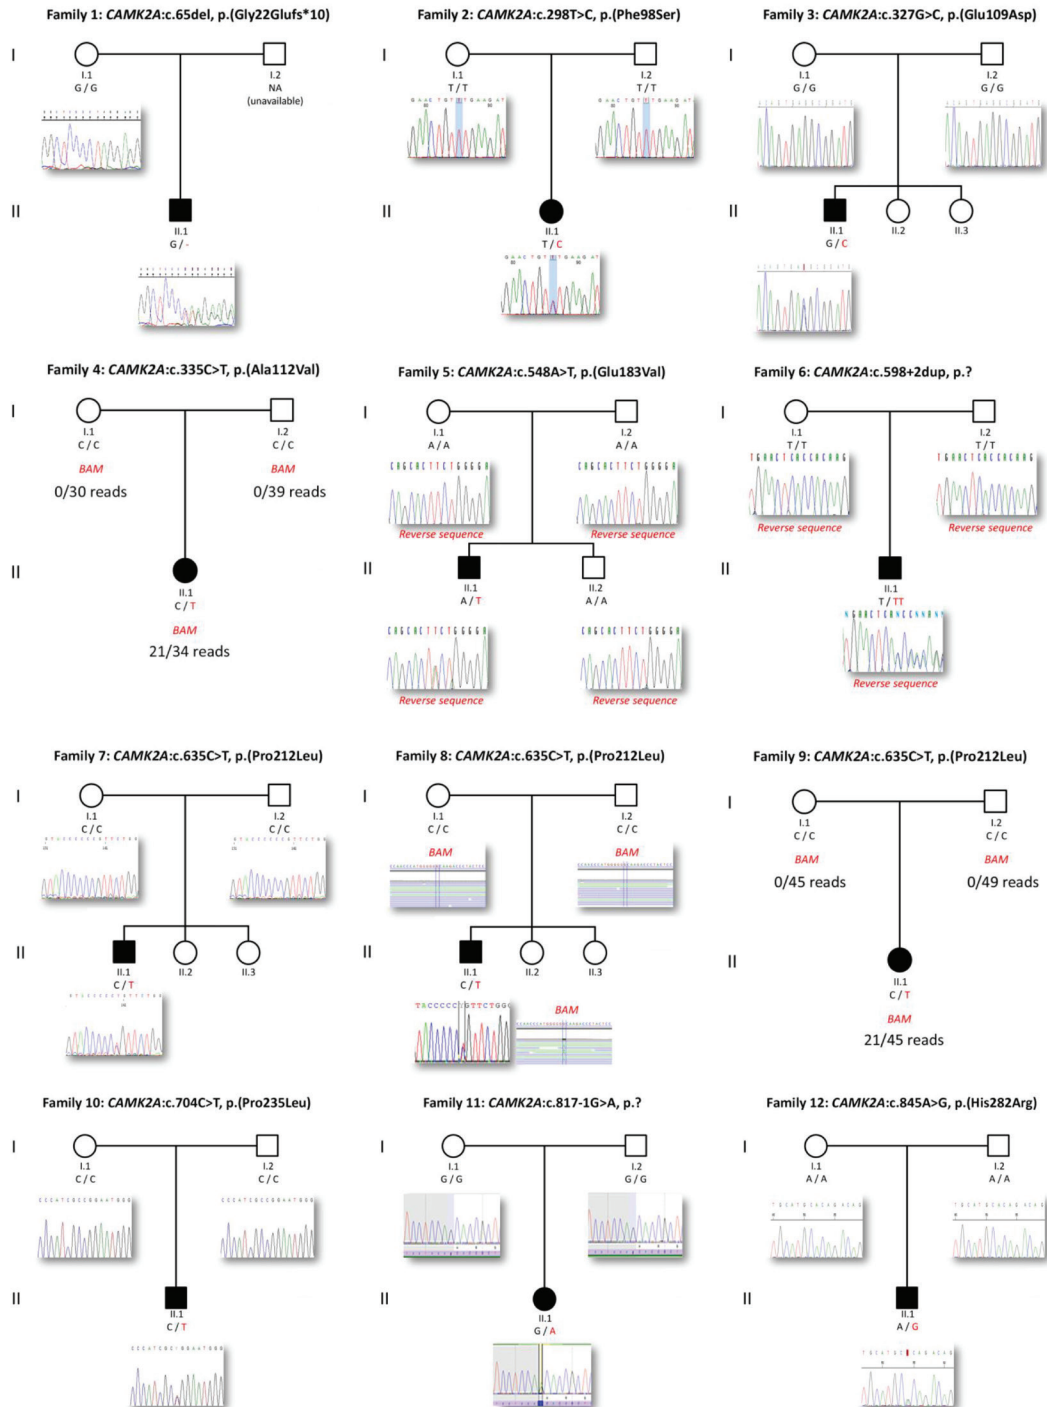 Family 1: CAMK2A:c.65del, p.(Gly22Glufs*10)
I
I.1
G / G
I.2
NA
(unavailable)
II
II.1
G / -
Family 2: CAMK2A:c.298T>C, p.(Phe98Ser)
I.1
T / T
G A A C T G T T T G A A G A T
I.2
T / T
G A A C T G T T T G A A G A T
II.1
T / C
G A A C T G T T T G A A G A T
Family 3: CAMK2A:c.327G>C, p.(Glu109Asp)
I.1
G / G
I.2
G / G
II
II.1
G / C
II.2
II.3
Family 4: CAMK2A:c.335C>T, p.(Ala112Val)
I
I.1
C / C
BAM
0/30 reads
I.2
C / C
BAM
0/39 reads
II
II.1
C / T
BAM
21/34 reads
Family 5: CAMK2A:c.548A>T, p.(Glu183Val)
I
I.1
A / A
C A G C A C T T C T G G G G A
Reverse sequence
I.2
A / A
C A G C A C T T C T G G G G A
Reverse sequence
II
II.1
A / T
C A G C A C T T C T G G G G A
Reverse sequence
II.2
A / A
C A G C A C T T C T G G G G A
Reverse sequence
Family 6: CAMK2A:c.598+2dup, p.?
I
I.1
T / T
T G A A C T C A C C A C A A G
Reverse sequence
I.2
T / T
T G A A C T C A C C A C A A G
Reverse sequence
II
II.1
T / TT
Reverse sequence
Family 7: CAMK2A:c.635C>T, p.(Pro212Leu)
I
I.1
C / C
I.2
C / C
II
II.1
C / T
II.2
II.3
Family 8: CAMK2A:c.635C>T, p.(Pro212Leu)
I
I.1
C / C
BAM
I.2
C / C
BAM
II
II.1
C / T
II.2
II.3
BAM
Family 9: CAMK2A:c.635C>T, p.(Pro212Leu)
I
I.1
C / C
BAM
0/45 reads
I.2
C / C
BAM
0/49 reads
II
II.1
C / T
BAM
21/45 reads
Family 10: CAMK2A:c.704C>T, p.(Pro235Leu)
I
I.1
C / C
C C C A T C G C C G G A A T G G G
I.2
C / C
C C C A T C G C C G G A A T G G G
II
II.1
C / T
Family 11: CAMK2A:c.817-1G>A, p.?
I
I.1
G / G
I.2
G / G
II
II.1
G / A
Family 12: CAMK2A:c.845A>G, p.(His282Arg)
I
I.1
A / A
T G C A T G C A C A G A C A G
I.2
A / A
T G C A T G C A C A G A C A G
II
II.1
A / G